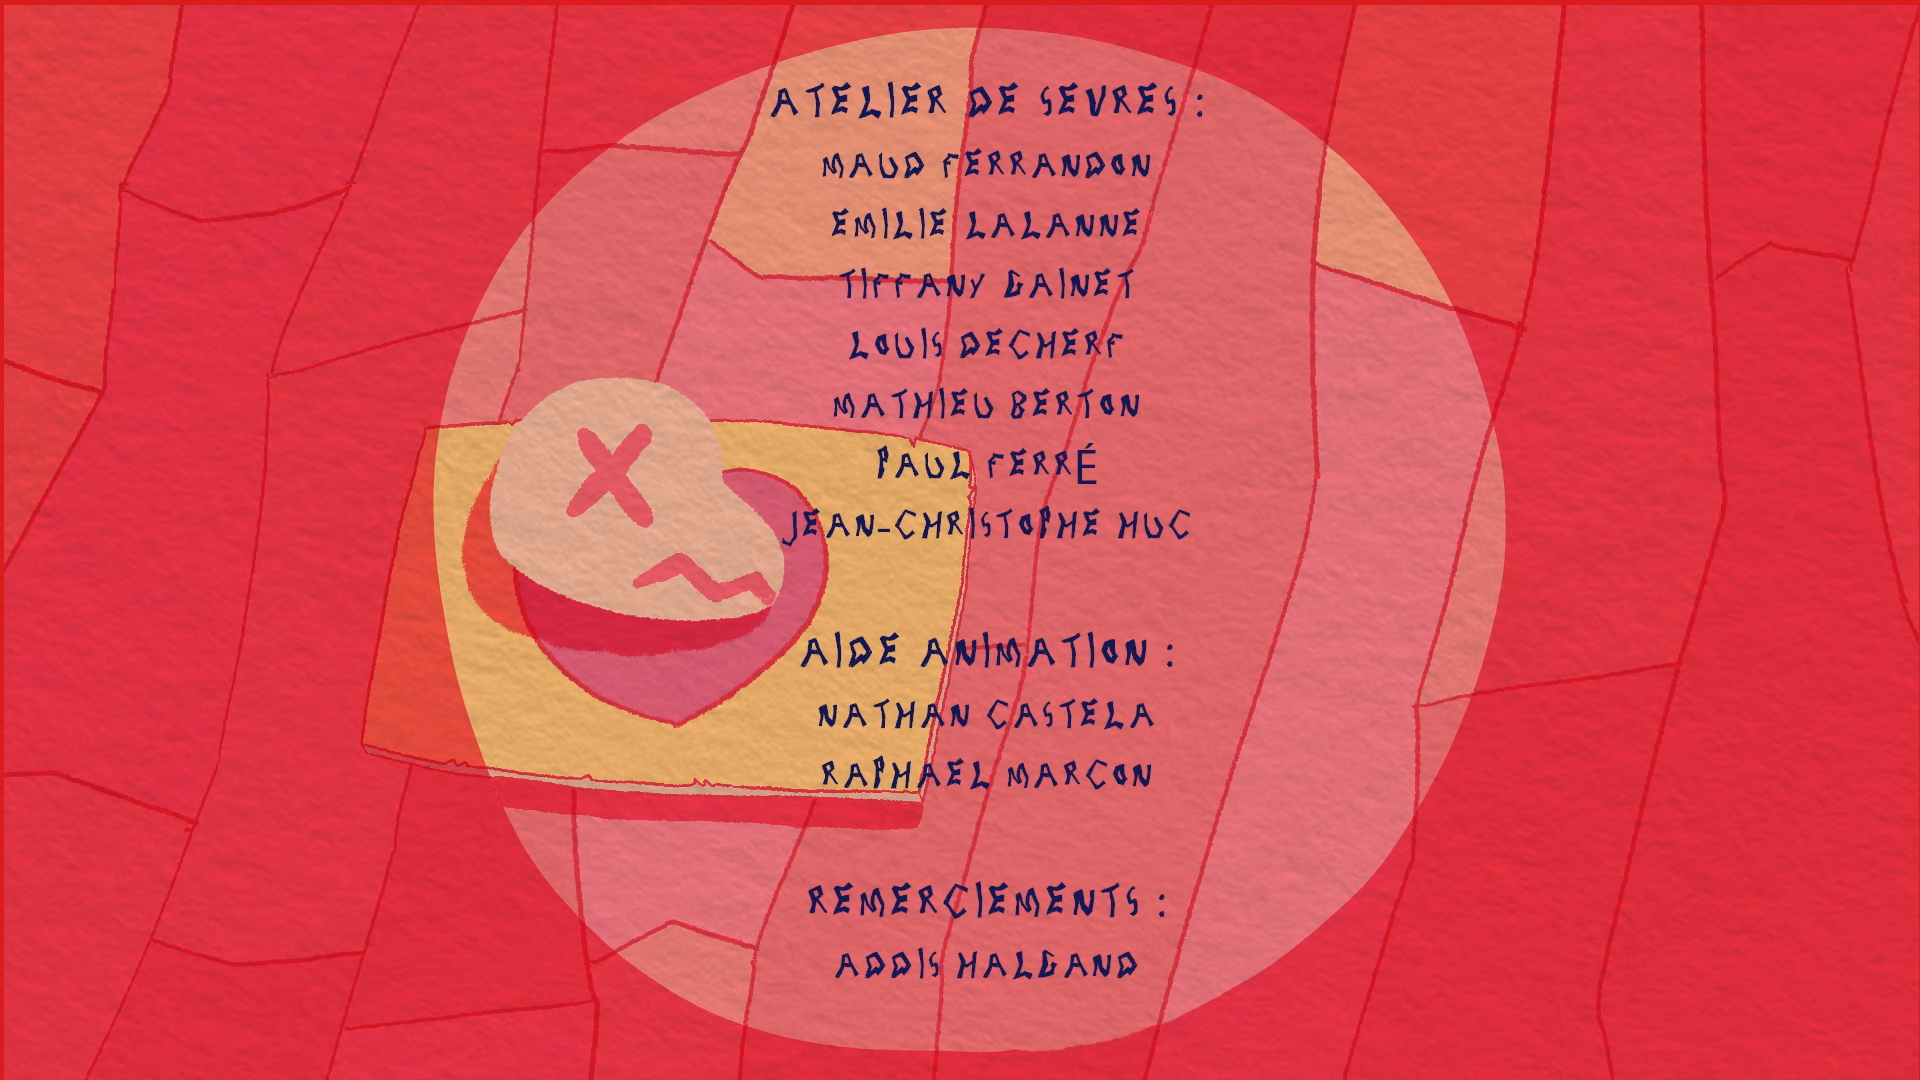 ATELIER DE SEVRES :
MAUD FERRANDON
EMILIE LALANNE
TIFFANY GAINET
LOUIS DECHERF
MATHIEU BERTON
PAUL FERRÉ
JEAN-CHRISTOPHE HUC
AIDE ANIMATION :
NATHAN CASTELA
RAPHAEL MARCON
REMERCIEMENTS :
ADDIS HALGAND